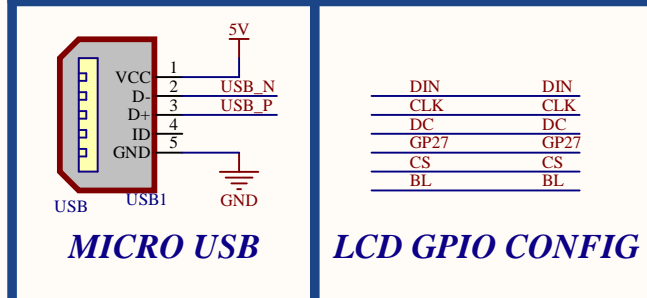 5V
VCC 1
D- 2 USB_N
D+ 3 USB_P
ID 4
GND 5
USB USB1 GND
MICRO USB
DIN DIN
CLK CLK
DC DC
GP27 GP27
CS CS
BL BL
LCD GPIO CONFIG